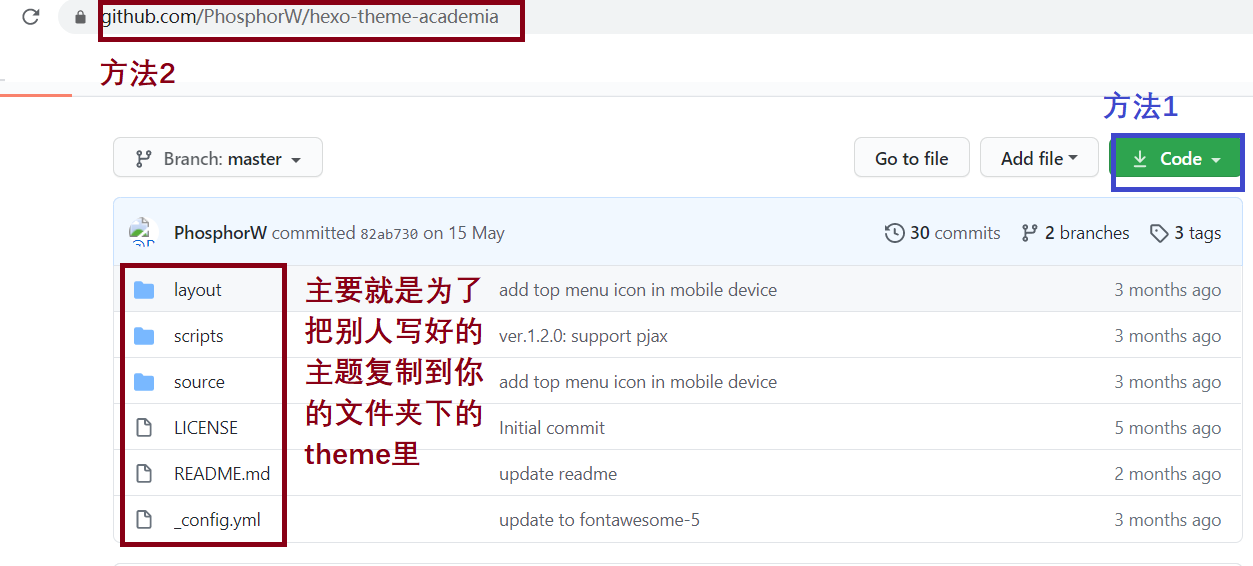 github.com/PhosphorW/hexo-theme-academia
方法2
方法1
Branch: master
Go to file
Add file
Code
PhosphorW committed 82ab730 on 15 May
30 commits
2 branches
3 tags
layout
add top menu icon in mobile device
3 months ago
scripts
ver.1.2.0: support pjax
3 months ago
source
add top menu icon in mobile device
3 months ago
LICENSE
Initial commit
5 months ago
README.md
update readme
2 months ago
_config.yml
update to fontawesome-5
3 months ago
主要就是为了
把别人写好的
主题复制到你
的文件夹下的
theme里